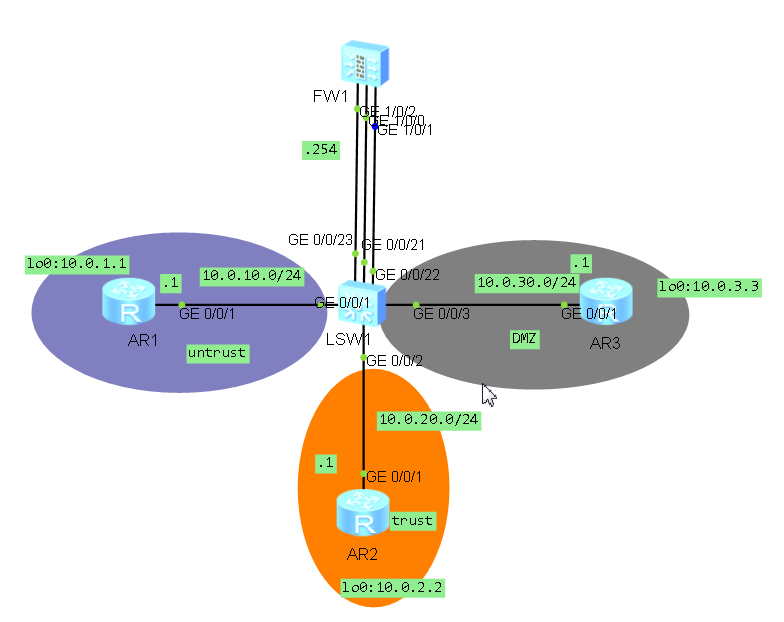 FW1
GE 1/0/2
GE 1/0/0
GE 1/0/1
.254
GE 0/0/23
GE 0/0/21
GE 0/0/22
lo0:10.0.1.1
.1
10.0.10.0/24
GE 0/0/1
GE 0/0/1
AR1
untrust
LSW1
10.0.30.0/24
.1
lo0:10.0.3.3
GE 0/0/3
GE 0/0/1
DMZ
AR3
GE 0/0/2
10.0.20.0/24
.1
GE 0/0/1
trust
AR2
lo0:10.0.2.2
R
R
R